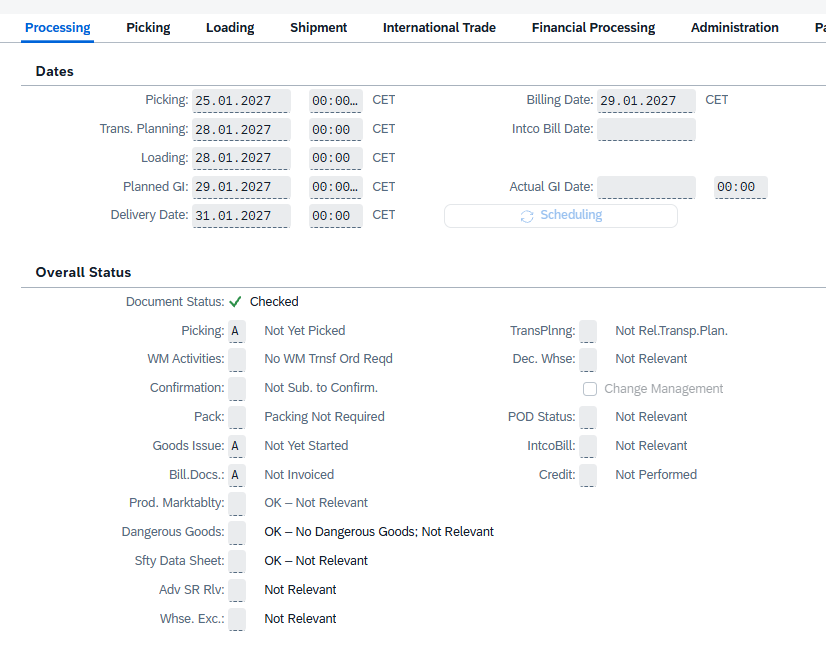 Processing Picking Loading Shipment International Trade Financial Processing Administration
Dates
Picking: 25.01.2027 00:00... CET Billing Date: 29.01.2027 CET
Trans. Planning: 28.01.2027 00:00 CET Intco Bill Date:
Loading: 28.01.2027 00:00 CET
Planned GI: 29.01.2027 00:00... CET Actual GI Date: 00:00
Delivery Date: 31.01.2027 00:00 CET Scheduling
Overall Status
Document Status: Checked
Picking: A Not Yet Picked TransPlnng: Not Rel.Transp.Plan.
WM Activities: No WM Trnsf Ord Reqd Dec. Whse: Not Relevant
Confirmation: Not Sub. to Confirm. Change Management
Pack: Packing Not Required POD Status: Not Relevant
Goods Issue: A Not Yet Started IntcoBill: Not Relevant
Bill.Docs.: A Not Invoiced Credit: Not Performed
Prod. Marktablty: OK – Not Relevant
Dangerous Goods: OK – No Dangerous Goods; Not Relevant
Sfty Data Sheet: OK – Not Relevant
Adv SR Rlv: Not Relevant
Whse. Exc.: Not Relevant